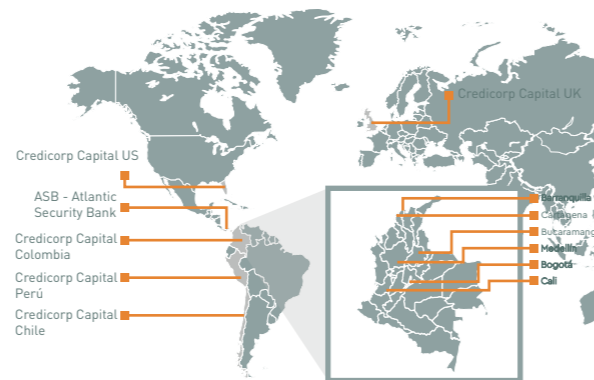 Credicorp Capital UK
Credicorp Capital US
ASB - Atlantic
Security Bank
Credicorp Capital
Colombia
Credicorp Capital
Perú
Credicorp Capital
Chile
Barranquilla
Cartagena
Bucaramanga
Medellín
Bogotá
Cali